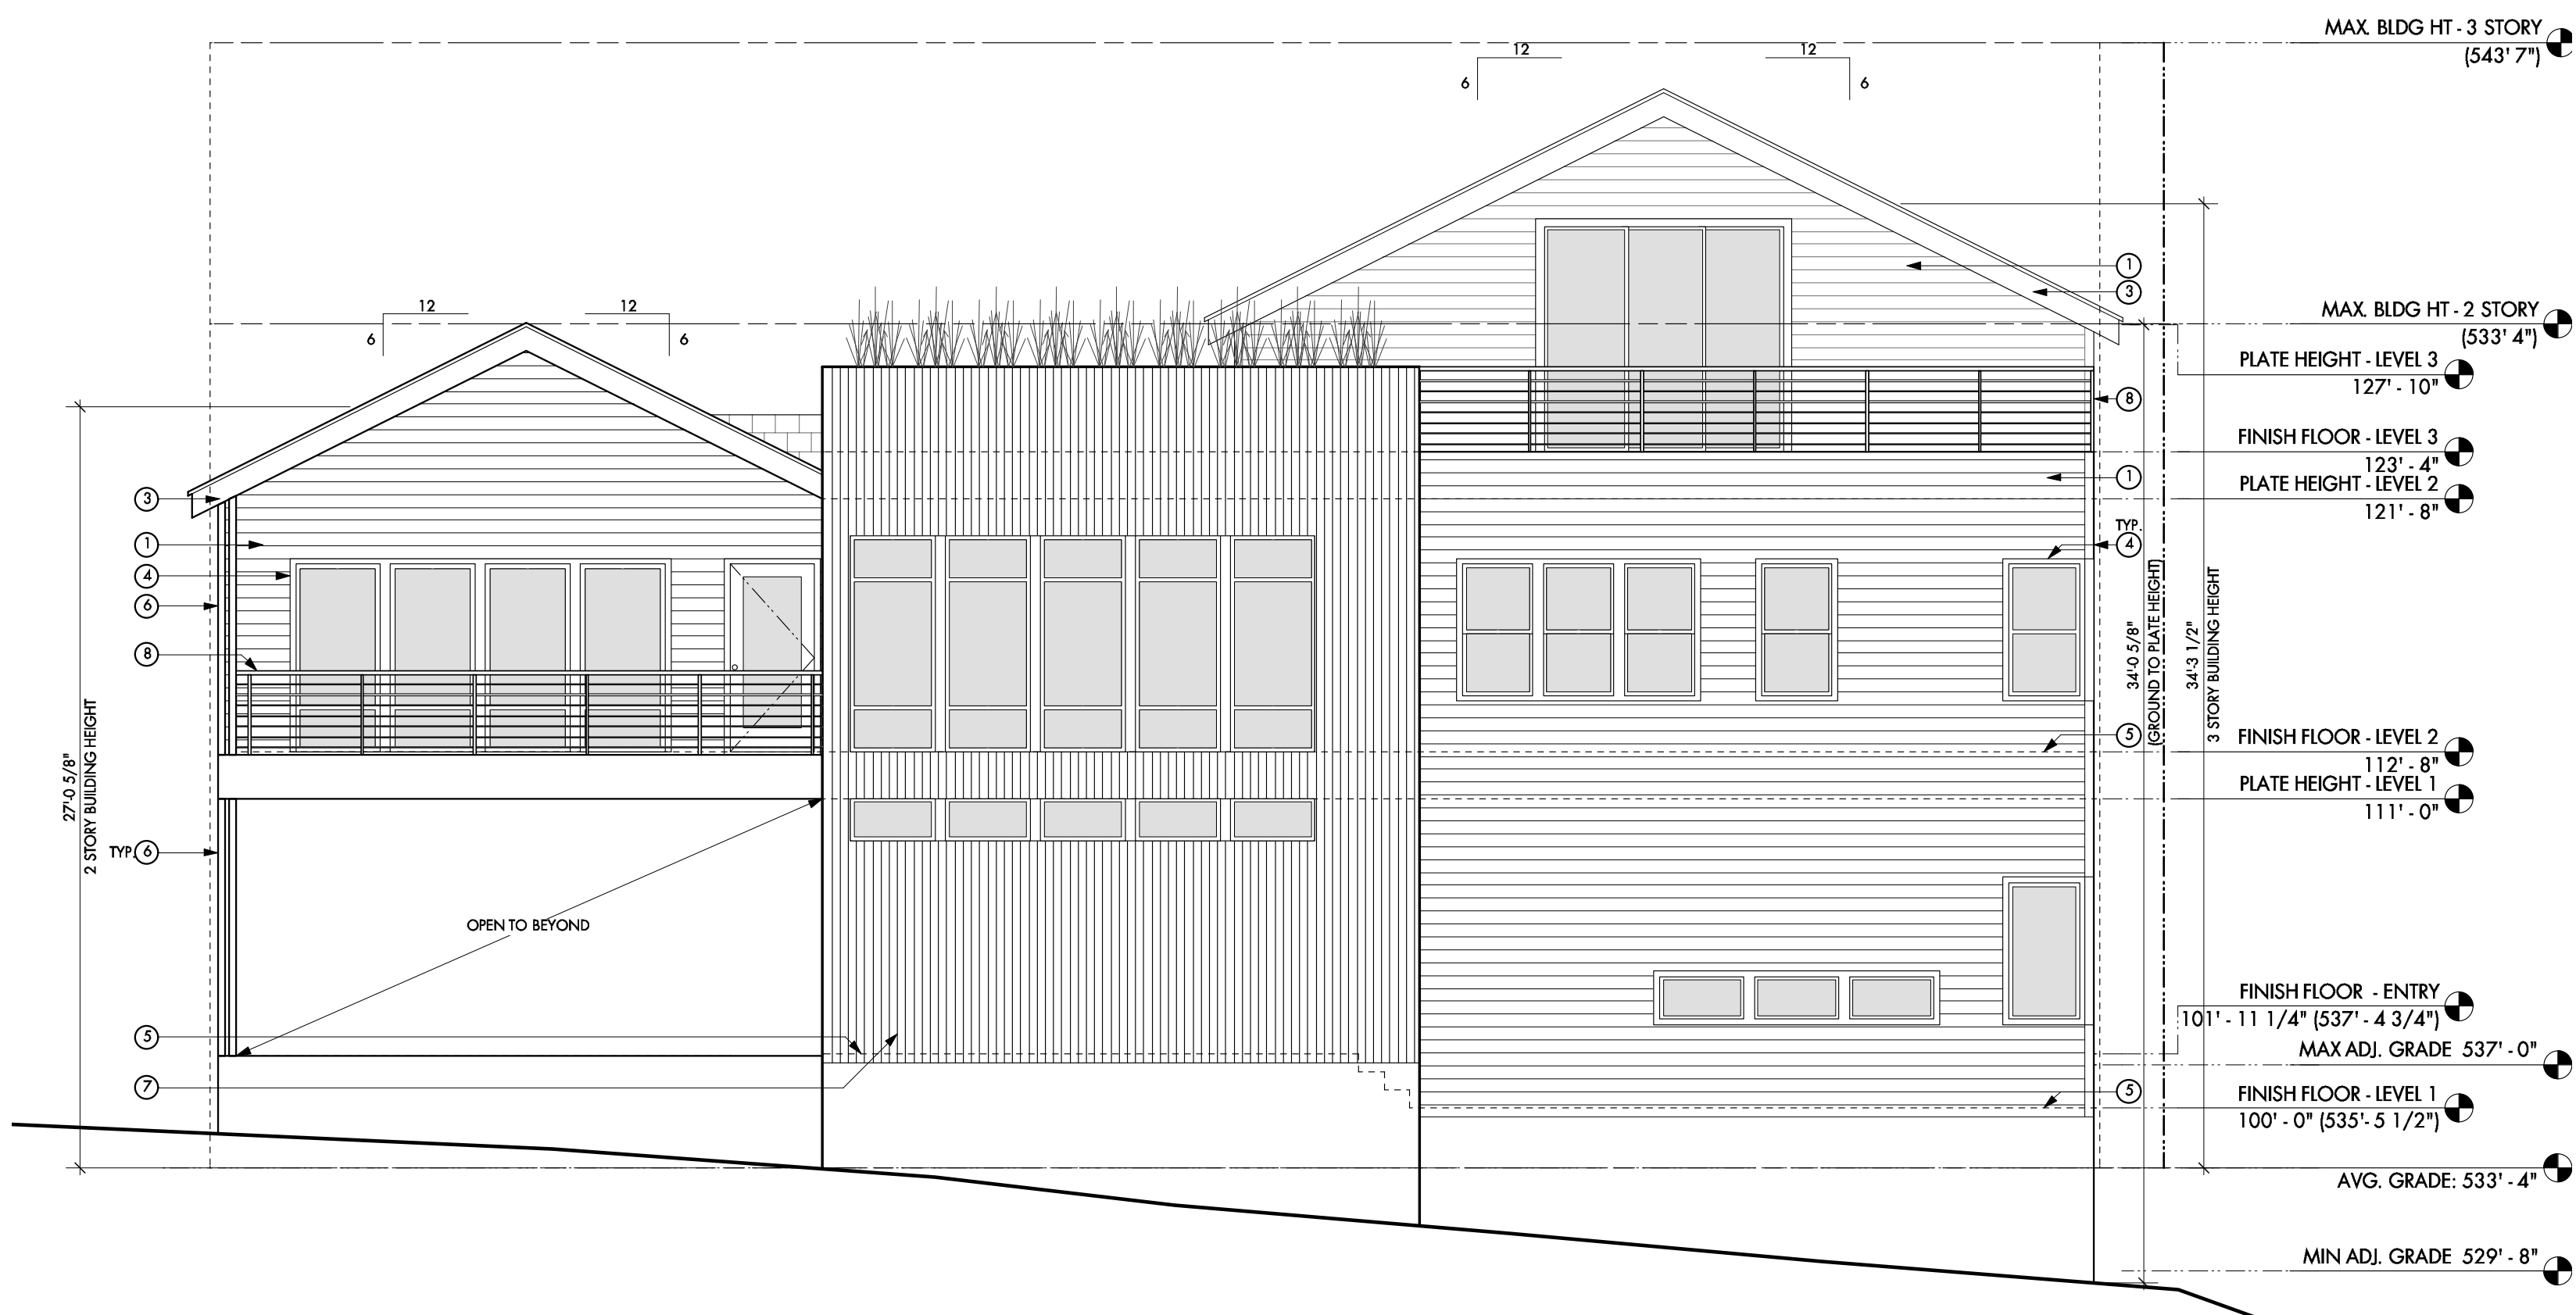 MAX. BLDG HT - 3 STORY
(543' 7")
12
12
6
6
12
12
6
6
1
3
MAX. BLDG HT - 2 STORY
(533' 4")
PLATE HEIGHT - LEVEL 3
127' - 10"
8
FINISH FLOOR - LEVEL 3
123' - 4"
1
PLATE HEIGHT - LEVEL 2
121' - 8"
3
TYP.
4
1
4
6
8
34'-0 5/8"
(GROUND TO PLATE HEIGHT)
34'-3 1/2"
3 STORY BUILDING HEIGHT
5
FINISH FLOOR - LEVEL 2
112' - 8"
PLATE HEIGHT - LEVEL 1
111' - 0"
27'-0 5/8"
2 STORY BUILDING HEIGHT
TYP.
6
OPEN TO BEYOND
FINISH FLOOR - ENTRY
101' - 11 1/4" (537' - 4 3/4")
5
MAX ADJ. GRADE 537' - 0"
7
5
FINISH FLOOR - LEVEL 1
100' - 0" (535'- 5 1/2")
AVG. GRADE: 533' - 4"
MIN ADJ. GRADE 529' - 8"